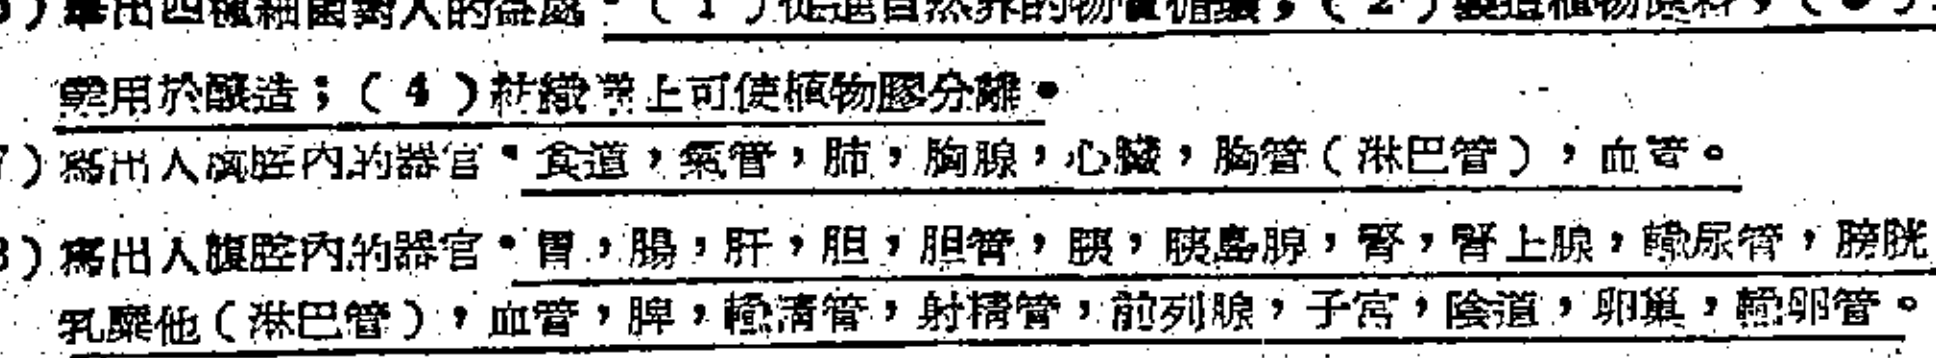 )舉出四種細菌對人的益處。(1)促進自然界的物質循環;(2)製造植物原料;(
用於釀造;(4)紡織業上可使植物膠分離。
7)寫出人胸腔內的器官。食道,氣管,肺,胸腺,心臟,胸管(淋巴管),血管。
)寫出人腹腔內的器官。胃,腸,肝,胆,胆管,胰,胰島腺,腎,腎上腺,輸尿管,膀胱
乳糜池(淋巴管),血管,脾,輸精管,射精管,前列腺,子宮,陰道,卵巢,輸卵管。